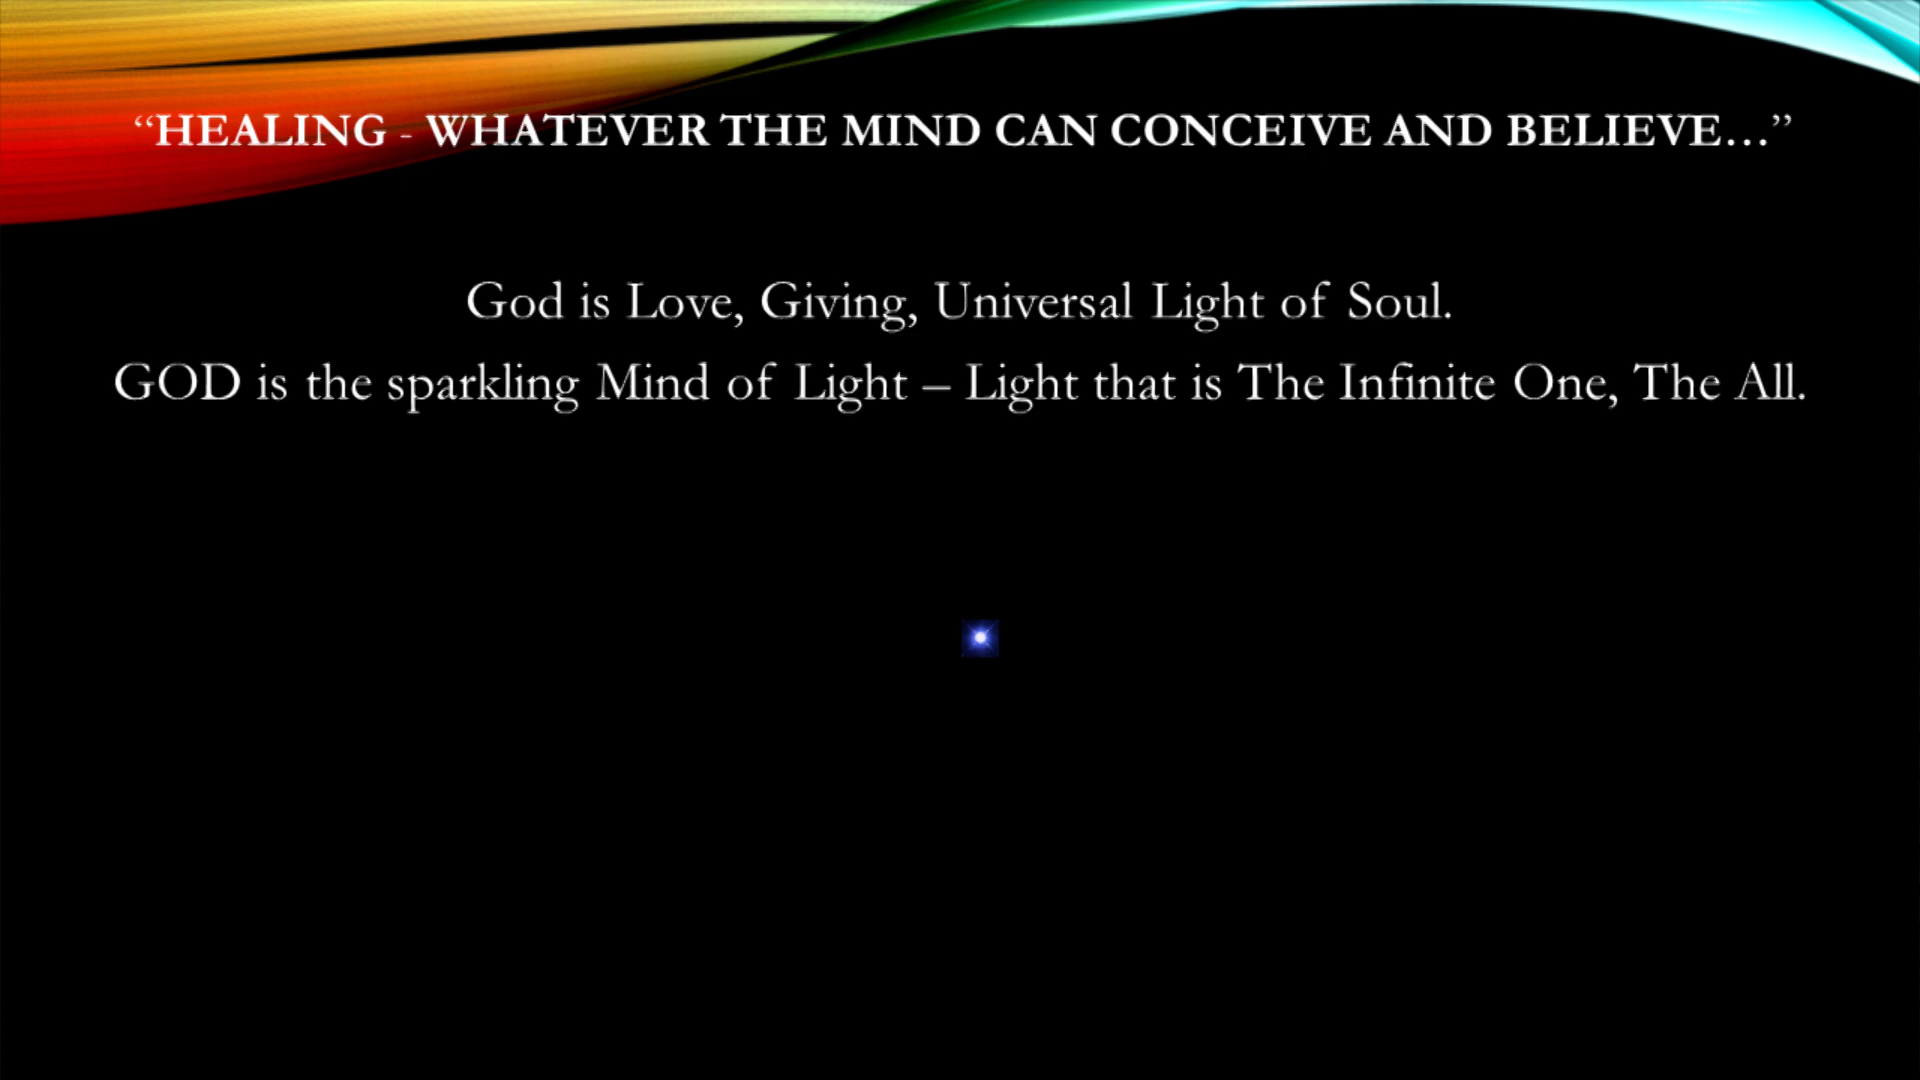 “HEALING - WHATEVER THE MIND CAN CONCEIVE AND BELIEVE…”
God is Love, Giving, Universal Light of Soul.
GOD is the sparkling Mind of Light – Light that is The Infinite One, The All.